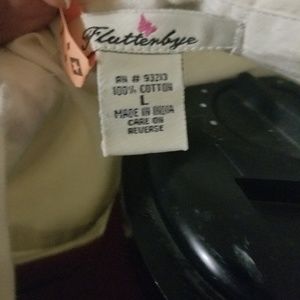 Flutterbye
RN # 93213
100% COTTON
L
MADE IN INDIA
CARE ON
REVERSE